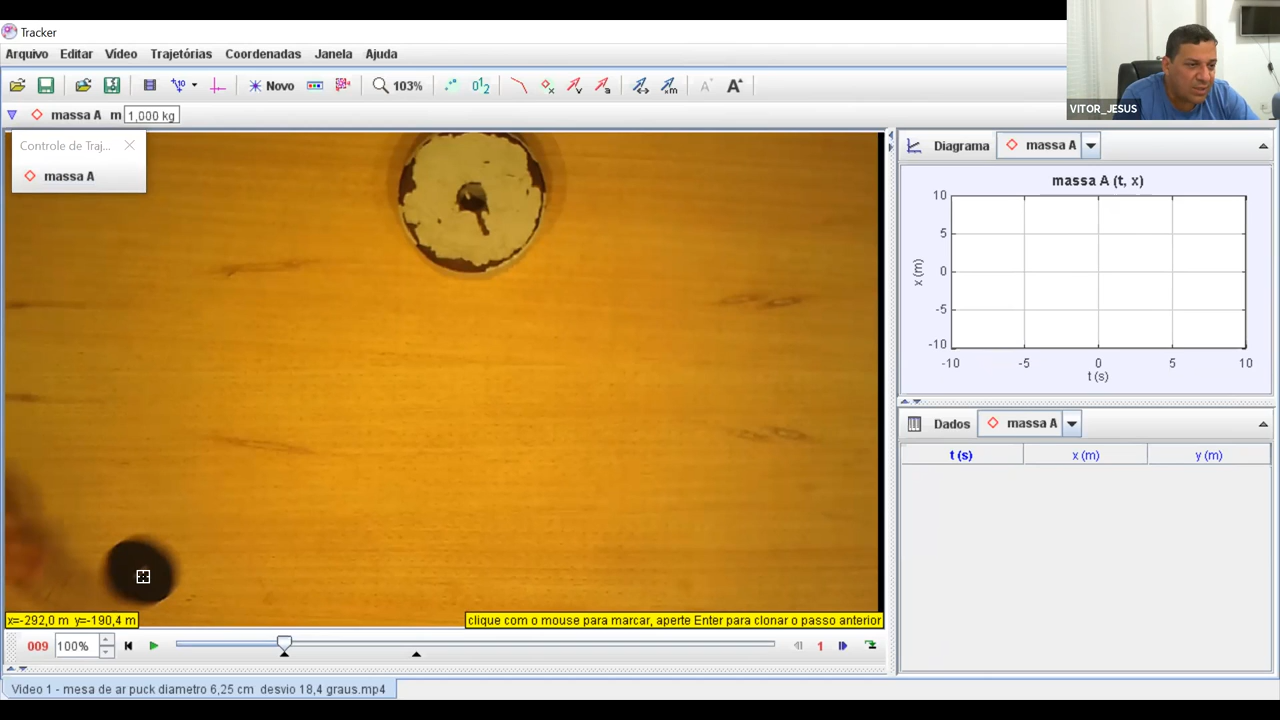 Tracker
Arquivo Editar Vídeo Trajetórias Coordenadas Janela Ajuda
Novo 103%
massa A m 1,000 kg
VITOR_JESUS
Controle de Traj...
massa A
Diagrama massa A
massa A (t, x)
10
5
0
-5
-10
x (m)
-10 -5 0 5 10
t (s)
Dados massa A
t (s) x (m) y (m)
x=-292,0 m y=-190,4 m
clique com o mouse para marcar, aperte Enter para clonar o passo anterior
009 100% 1
Video 1 - mesa de ar puck diametro 6,25 cm desvio 18,4 graus.mp4